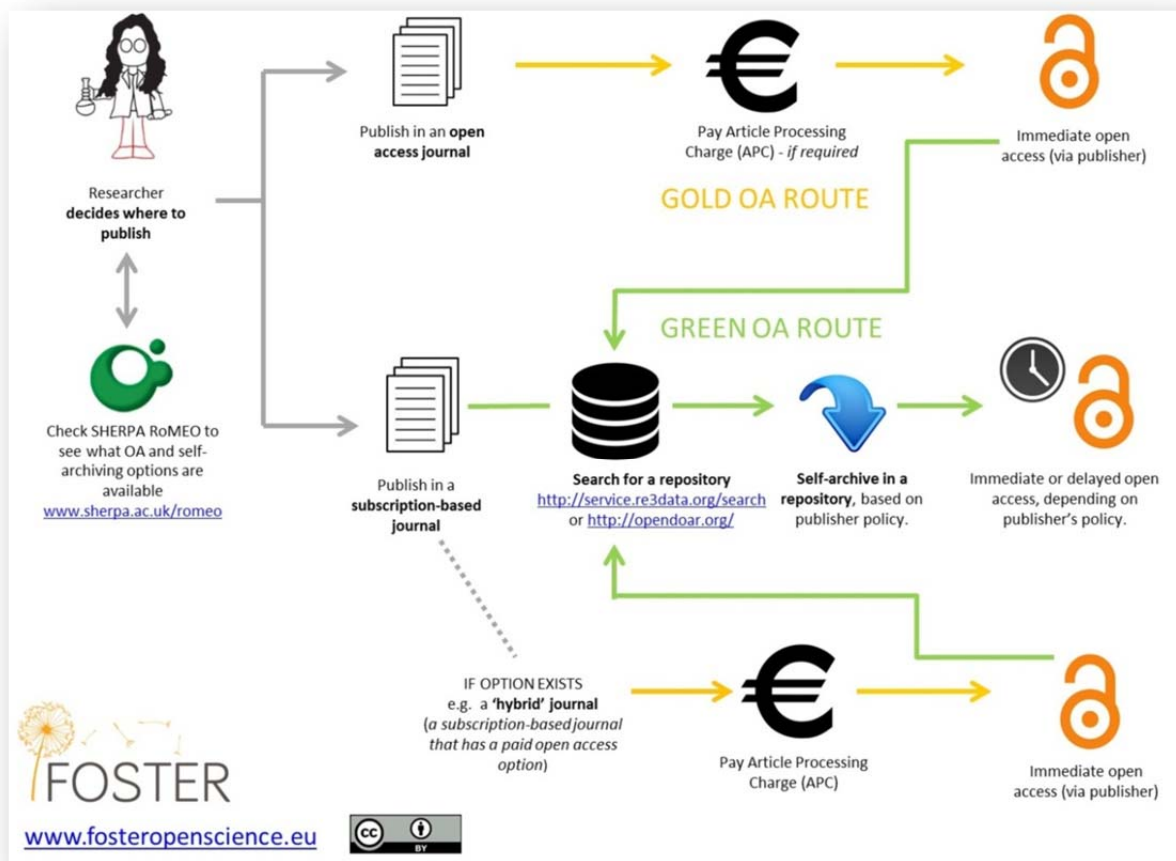 Researcher
decides where to
publish
Check SHERPA RoMEO to
see what OA and self-
archiving options are
available
www.sherpa.ac.uk/romeo
Publish in an open
access journal
Pay Article Processing
Charge (APC) - if required
Immediate open
access (via publisher)
GOLD OA ROUTE
GREEN OA ROUTE
Publish in a
subscription-based
journal
Search for a repository
http://service.re3data.org/search
or http://opendoar.org/
Self-archive in a
repository, based on
publisher policy.
Immediate or delayed open
access, depending on
publisher's policy.
IF OPTION EXISTS
e.g. a 'hybrid' journal
(a subscription-based journal
that has a paid open access
option)
Pay Article Processing
Charge (APC)
Immediate open
access (via publisher)
FOSTER
www.fosteropenscience.eu
cc
BY